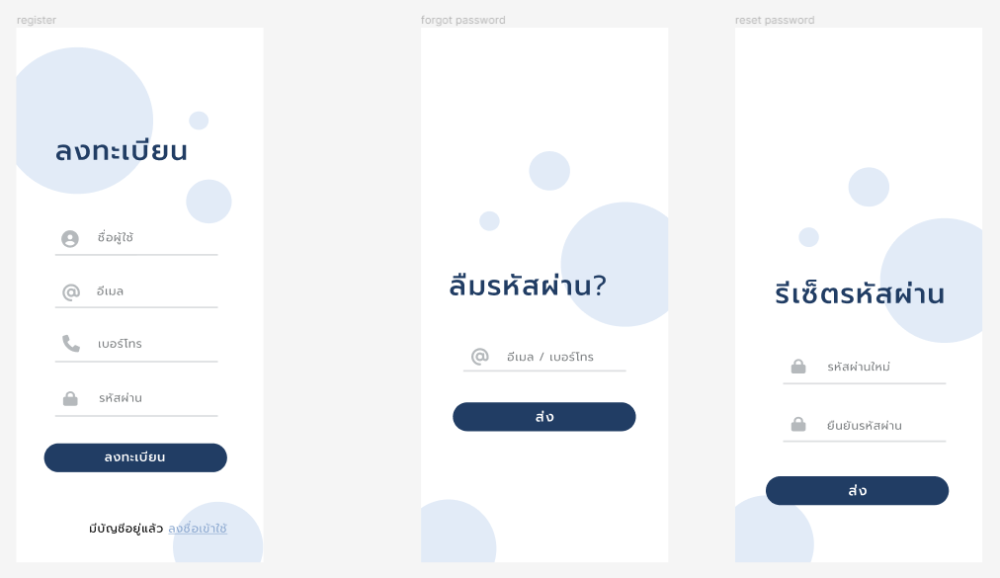 register
ลงทะเบียน
ชื่อผู้ใช้
อีเมล
เบอร์โทร
รหัสผ่าน
ลงทะเบียน
มีบัญชีอยู่แล้ว ลงชื่อเข้าใช้
forgot password
ลืมรหัสผ่าน?
อีเมล / เบอร์โทร
ส่ง
reset password
รีเซ็ตรหัสผ่าน
รหัสผ่านใหม่
ยืนยันรหัสผ่าน
ส่ง